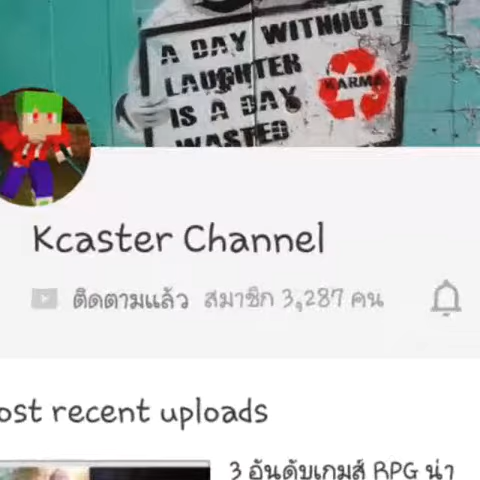 A DAY WITHOUT
LAUGHTER
IS A DAY
WASTED
KARMA
Kcaster Channel
ติดตามแล้ว สมาชิก 3,287 คน
ost recent uploads
3 อันดับเกมส์ RPG น่า